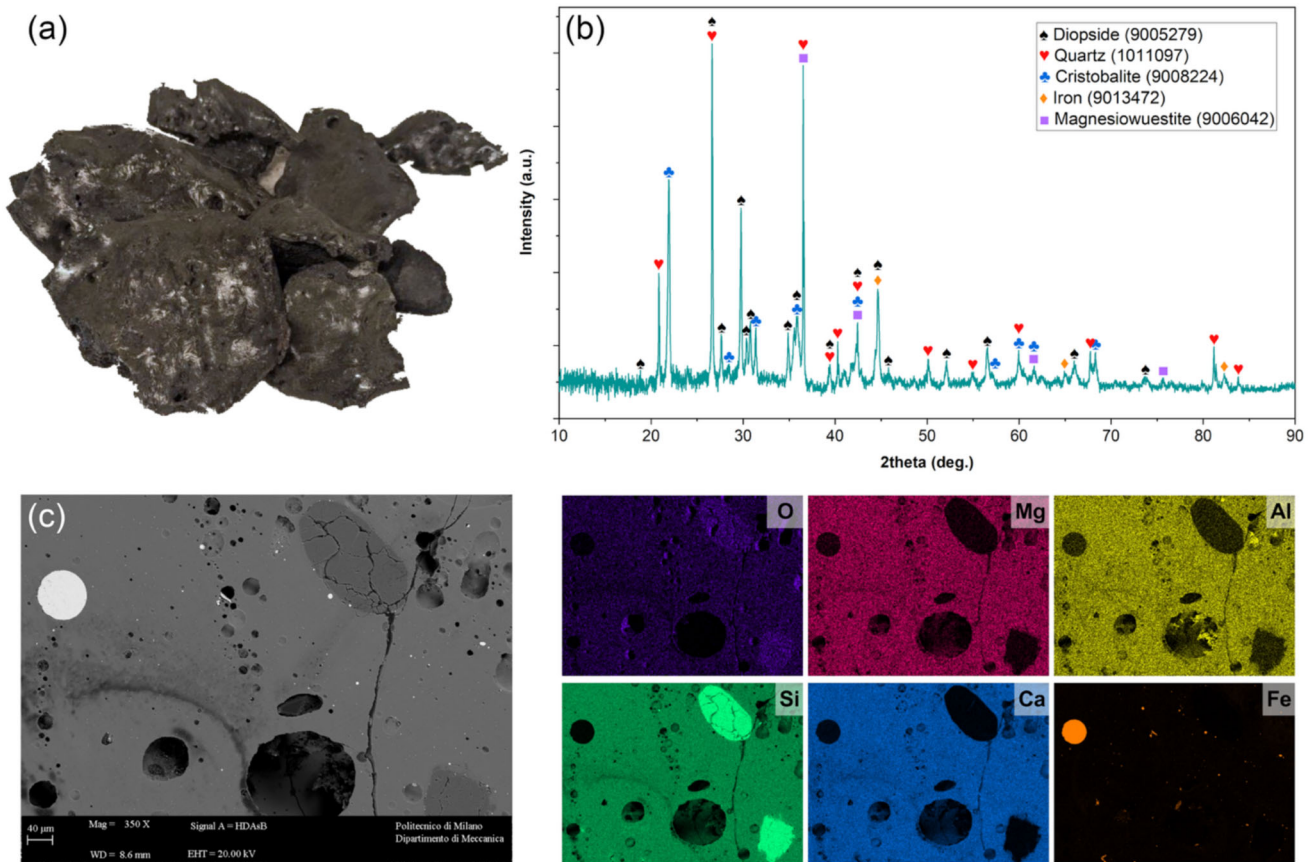 (a)
(b)
♠ Diopside (9005279)
♥ Quartz (1011097)
♣ Cristobalite (9008224)
♦ Iron (9013472)
■ Magnesiowuestite (9006042)
Intensity (a.u.)
10 20 30 40 50 60 70 80 90
2theta (deg.)
(c)
40 µm
Mag = 350 X
Signal A = HDAsB
Politecnico di Milano
Dipartimento di Meccanica
WD = 8.6 mm
EHT = 20.00 kV
O
Mg
Al
Si
Ca
Fe